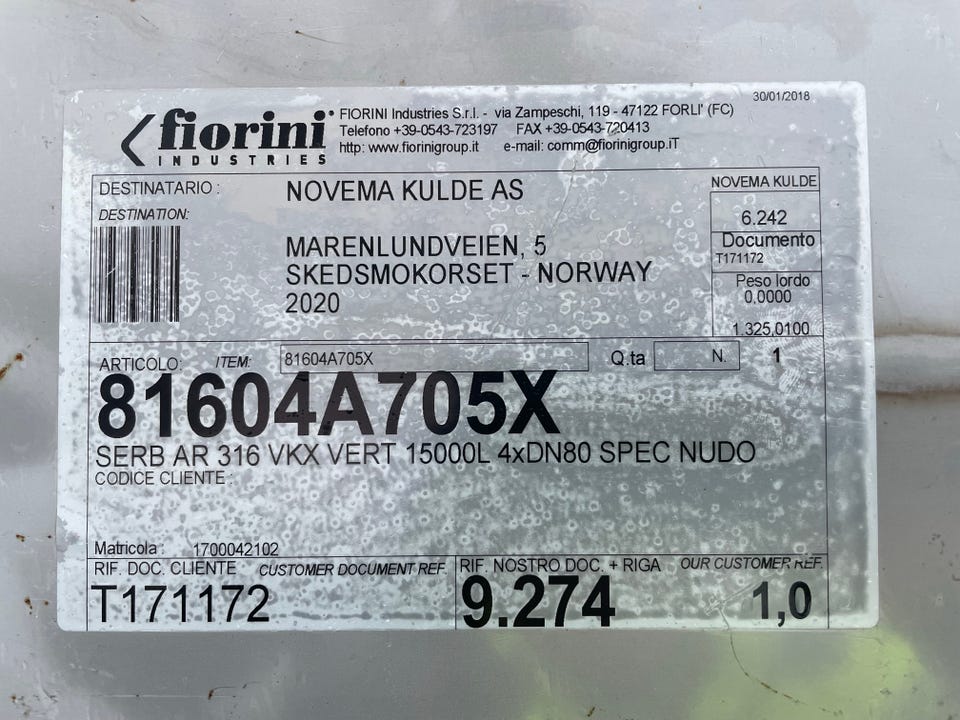 30/01/2018
fiorini
INDUSTRIES
FIORINI Industries S.r.l. - via Zampeschi, 119 - 47122 FORLI' (FC)
Telefono +39-0543-723197 FAX +39-0543-720413
http: www.fiorinigroup.it e-mail: comm@fiorinigroup.iT
DESTINATARIO : NOVEMA KULDE AS
NOVEMA KULDE
DESTINATION:
6.242
MARENLUNDVEIEN, 5
Documento
T171172
SKEDSMOKORSET - NORWAY
Peso lordo
0,0000
2020
1.325,0100
ARTICOLO: ITEM: 81604A705X Q.ta N. 1
81604A705X
SERB AR 316 VKX VERT 15000L 4xDN80 SPEC NUDO
CODICE CLIENTE :
Matricola : 1700042102
RIF. DOC. CLIENTE CUSTOMER DOCUMENT REF. RIF. NOSTRO DOC. + RIGA OUR CUSTOMER REF.
T171172 9.274 1,0